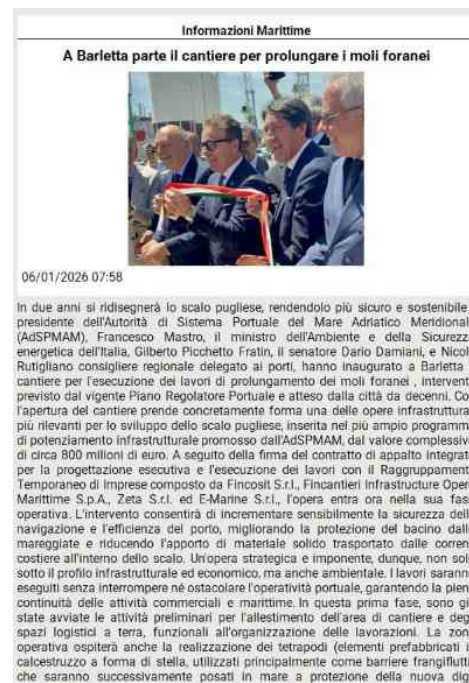 Informazioni Marittime
A Barletta parte il cantiere per prolungare i moli foranei
06/01/2026 07:58
In due anni si ridisegnerà lo scalo pugliese, rendendolo più sicuro e sostenibile
presidente dell'Autorità di Sistema Portuale del Mare Adriatico Meridional
(AdSPMAM), Francesco Mastro, il ministro dell'Ambiente e della Sicurezz
energetica dell'Italia, Gilberto Picchetto Fratin, il senatore Dario Damiani, e Nicol
Rutigliano consigliere regionale delegato ai porti, hanno inaugurato a Barletta
cantiere per l'esecuzione dei lavori di prolungamento dei moli foranei , intervent
previsto dal vigente Piano Regolatore Portuale e atteso dalla città da decenni. Co
l'apertura del cantiere prende concretamente forma una delle opere infrastruttura
più rilevanti per lo sviluppo dello scalo pugliese, inserita nel più ampio programm
di potenziamento infrastrutturale promosso dall'AdSPMAM, dal valore complessiv
di circa 800 milioni di euro. A seguito della firma del contratto di appalto integrat
per la progettazione esecutiva e l'esecuzione dei lavori con il Raggruppament
Temporaneo di Imprese composto da Fincosit S.r.l., Fincantieri Infrastructure Oper
Marittime S.p.A., Zeta S.r.l. ed E-Marine S.r.l., l'opera entra ora nella sua fas
operativa. L'intervento consentirà di incrementare sensibilmente la sicurezza dell
navigazione e l'efficienza del porto, migliorando la protezione del bacino dall
mareggiate e riducendo l'apporto di materiale solido trasportato dalle corren
costiere all'interno dello scalo. Un'opera strategica e imponente, dunque, non sol
sotto il profilo infrastrutturale ed economico, ma anche ambientale. I lavori sarann
eseguiti senza interrompere né ostacolare l'operatività portuale, garantendo la pien
continuità delle attività commerciali e marittime. In questa prima fase, sono gi
state avviate le attività preliminari per l'allestimento dell'area di cantiere e deg
spazi logistici a terra, funzionali all'organizzazione delle lavorazioni. La zon
operativa ospiterà anche la realizzazione dei tetrapodi (elementi prefabbricati i
calcestruzzo a forma di stella, utilizzati principalmente come barriere frangiflutti
che saranno successivamente posati in mare a protezione della nuova dig